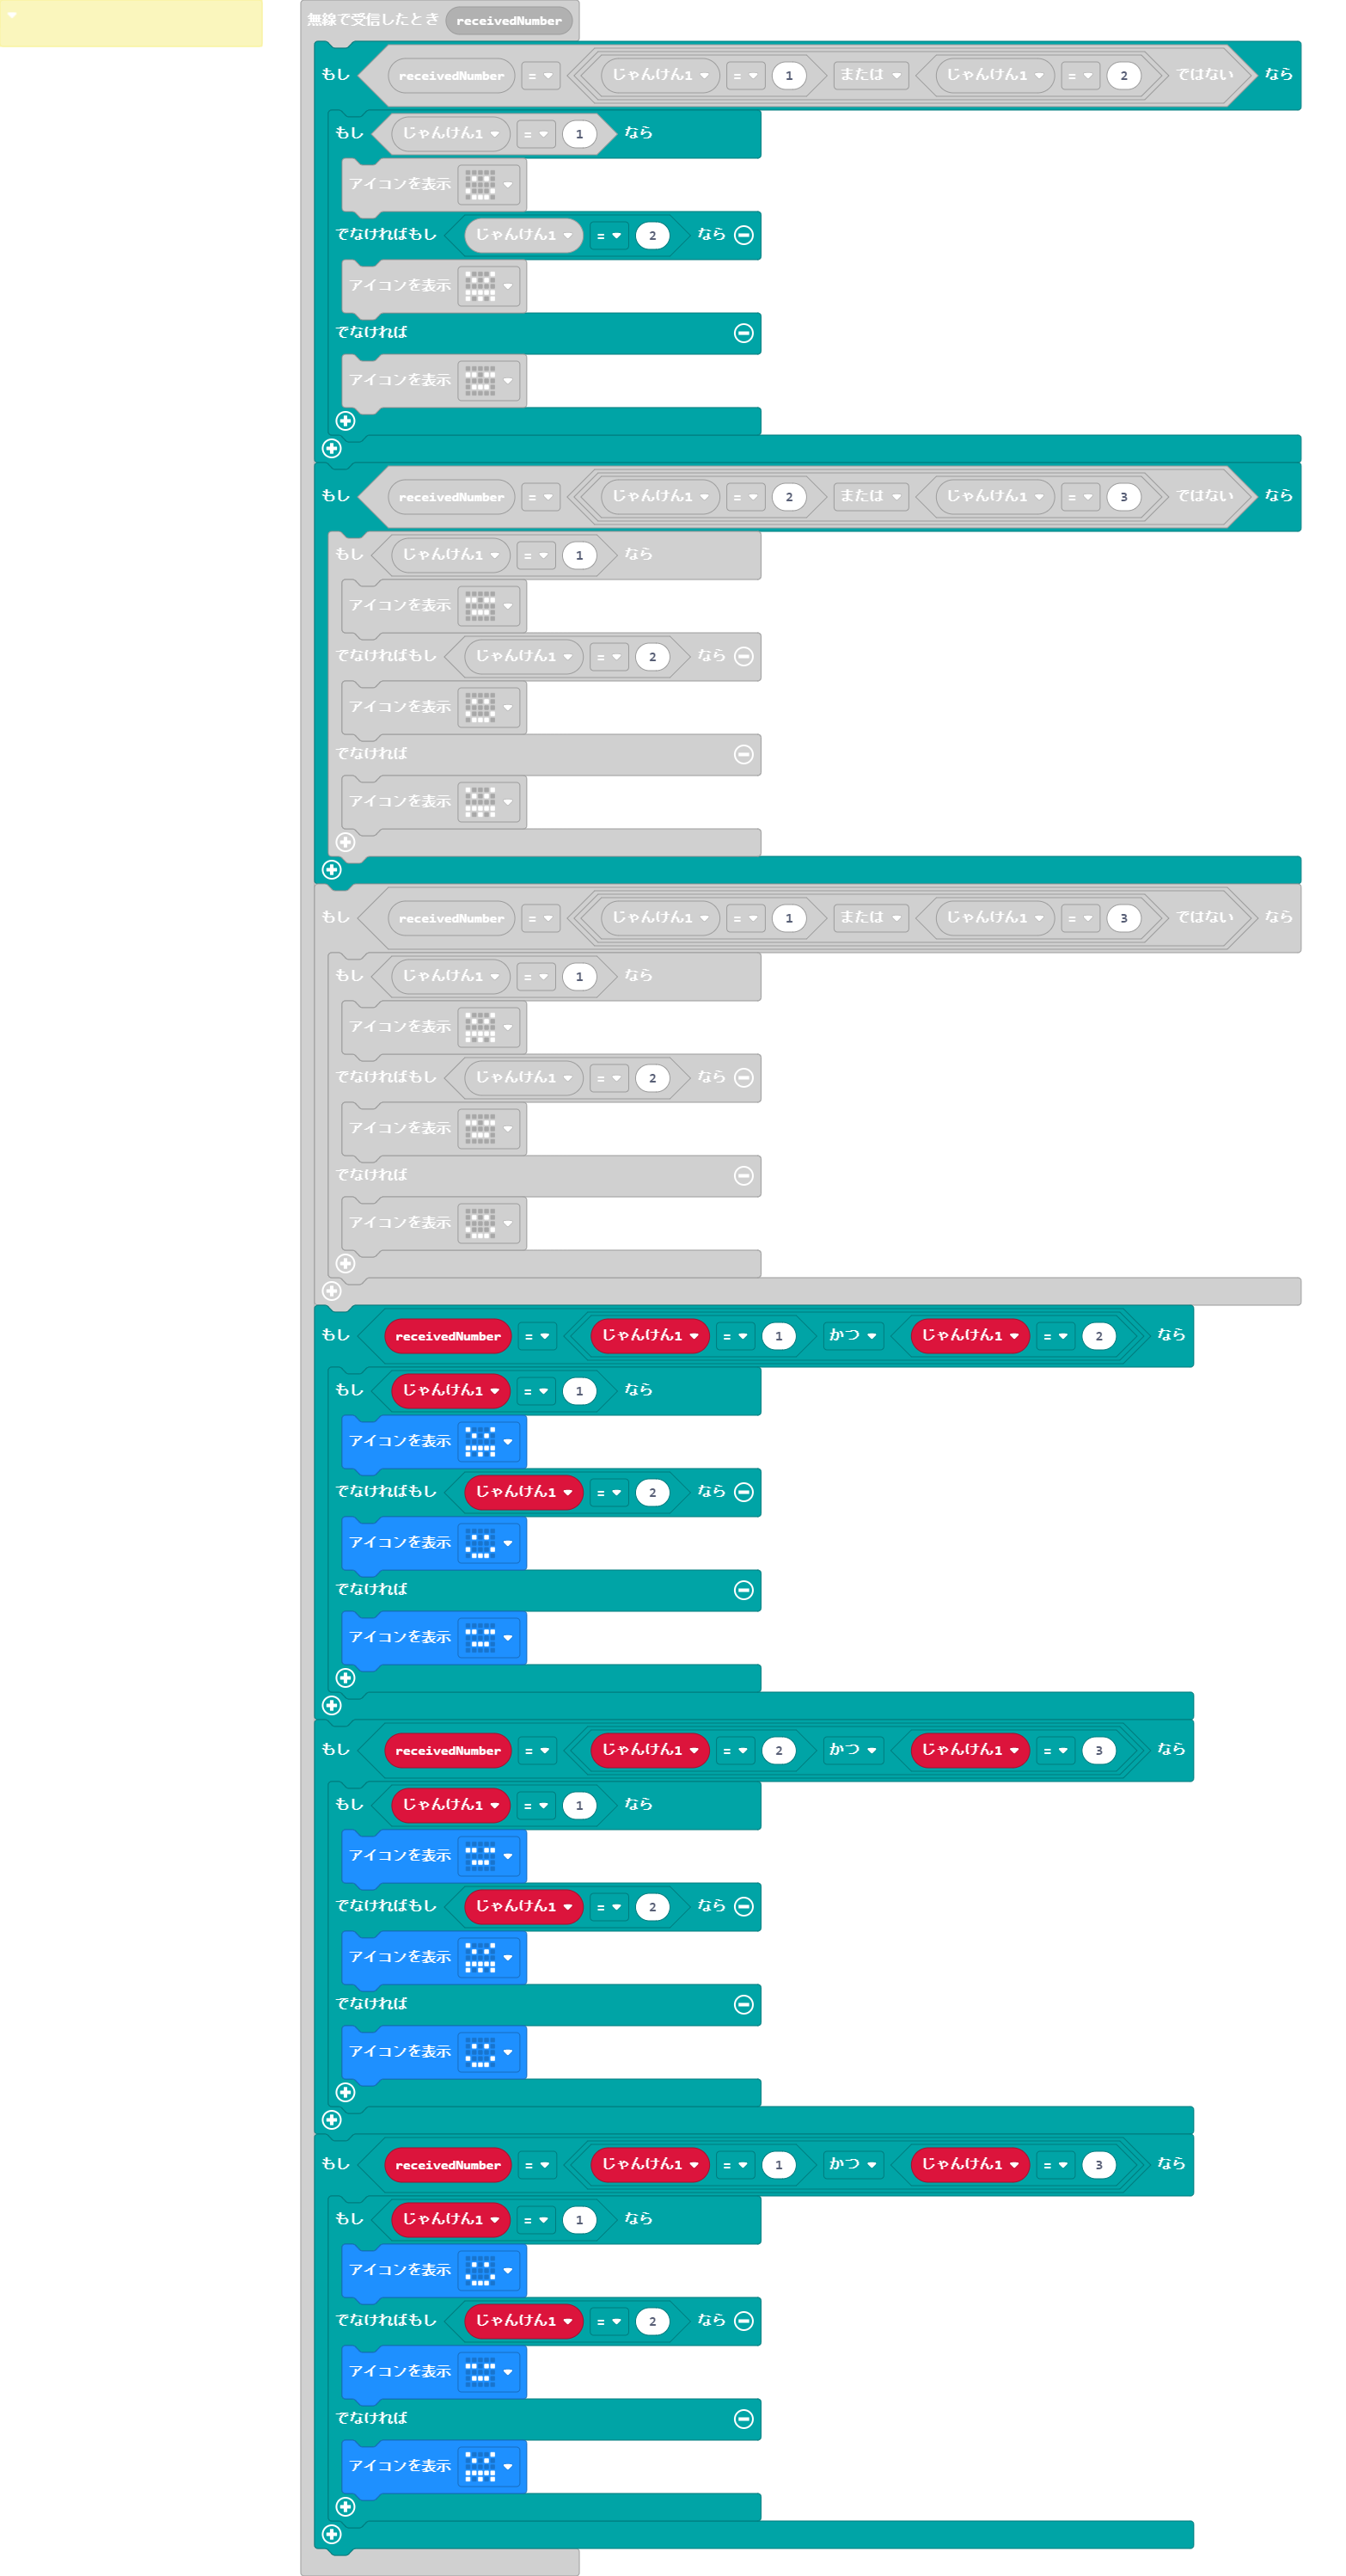 無線で受信したとき receivedNumber
もし receivedNumber = じゃんけん1 = 1 または じゃんけん1 = 2 ではない なら
もし じゃんけん1 = 1 なら
アイコンを表示
でなければもし じゃんけん1 = 2 なら
アイコンを表示
でなければ
アイコンを表示
もし receivedNumber = じゃんけん1 = 2 または じゃんけん1 = 3 ではない なら
もし じゃんけん1 = 1 なら
アイコンを表示
でなければもし じゃんけん1 = 2 なら
アイコンを表示
でなければ
アイコンを表示
もし receivedNumber = じゃんけん1 = 1 または じゃんけん1 = 3 ではない なら
もし じゃんけん1 = 1 なら
アイコンを表示
でなければもし じゃんけん1 = 2 なら
アイコンを表示
でなければ
アイコンを表示
もし receivedNumber = じゃんけん1 = 1 かつ じゃんけん1 = 2 なら
もし じゃんけん1 = 1 なら
アイコンを表示
でなければもし じゃんけん1 = 2 なら
アイコンを表示
でなければ
アイコンを表示
もし receivedNumber = じゃんけん1 = 2 かつ じゃんけん1 = 3 なら
もし じゃんけん1 = 1 なら
アイコンを表示
でなければもし じゃんけん1 = 2 なら
アイコンを表示
でなければ
アイコンを表示
もし receivedNumber = じゃんけん1 = 1 かつ じゃんけん1 = 3 なら
もし じゃんけん1 = 1 なら
アイコンを表示
でなければもし じゃんけん1 = 2 なら
アイコンを表示
でなければ
アイコンを表示